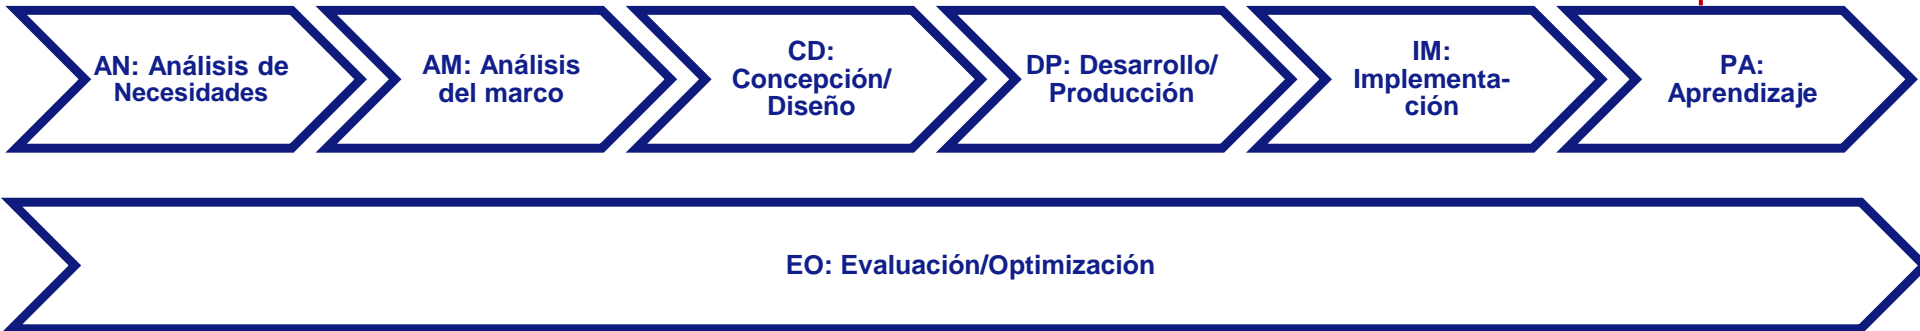 AN: Análisis de
Necesidades
AM: Análisis
del marco
CD:
Concepción/
Diseño
DP: Desarrollo/
Producción
IM:
Implementa-
ción
PA:
Aprendizaje
EO: Evaluación/Optimización